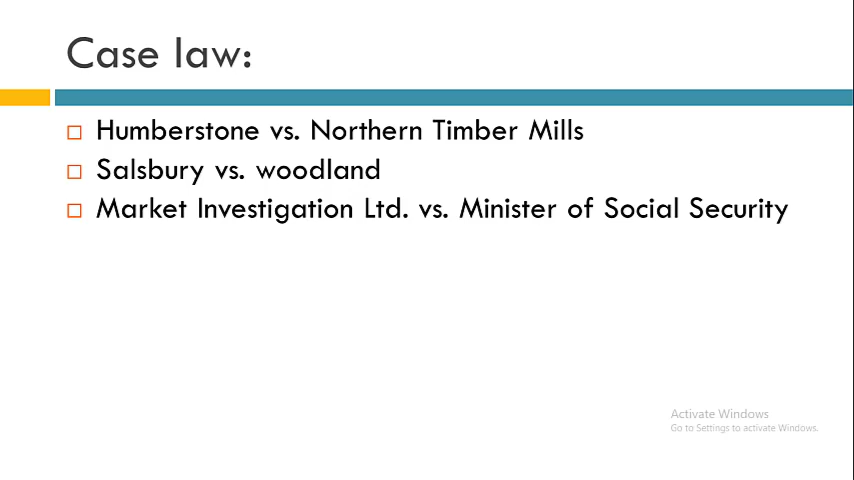 Case law:
Humberstone vs. Northern Timber Mills
Salsbury vs. woodland
Market Investigation Ltd. vs. Minister of Social Security
Activate Windows
Go to Settings to activate Windows.